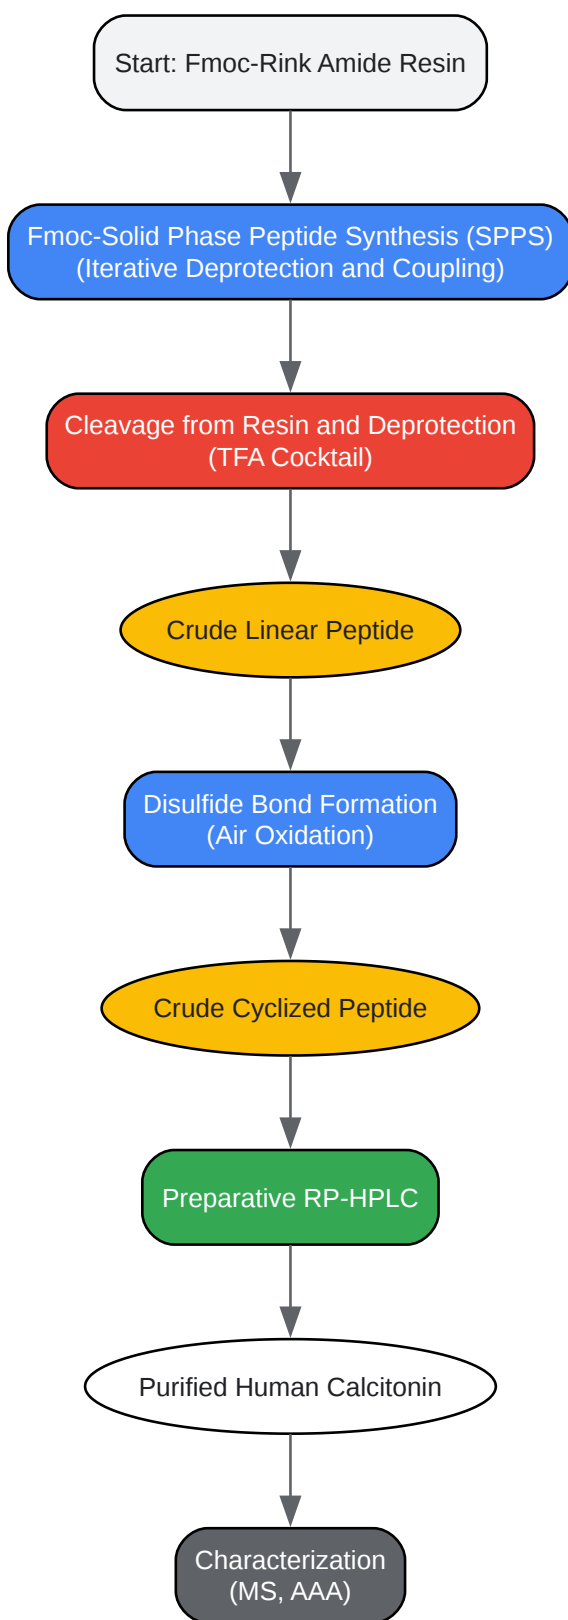 Start: Fmoc-Rink Amide Resin
Fmoc-Solid Phase Peptide Synthesis (SPPS)
(Iterative Deprotection and Coupling)
Cleavage from Resin and Deprotection
(TFA Cocktail)
Crude Linear Peptide
Disulfide Bond Formation
(Air Oxidation)
Crude Cyclized Peptide
Preparative RP-HPLC
Purified Human Calcitonin
Characterization
(MS, AAA)